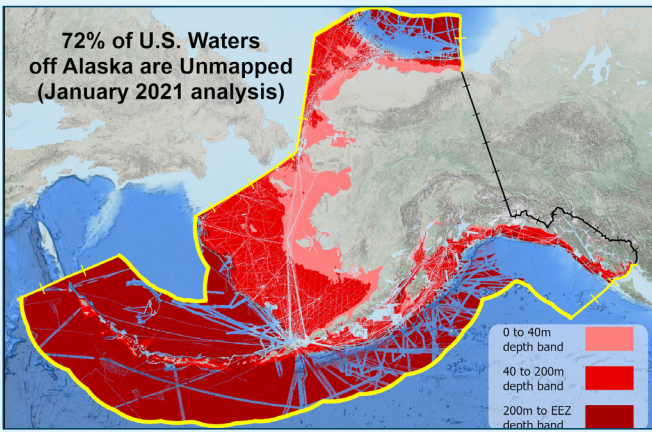 72% of U.S. Waters
off Alaska are Unmapped
(January 2021 analysis)
0 to 40m
depth band
40 to 200m
depth band
200m to EEZ
depth band